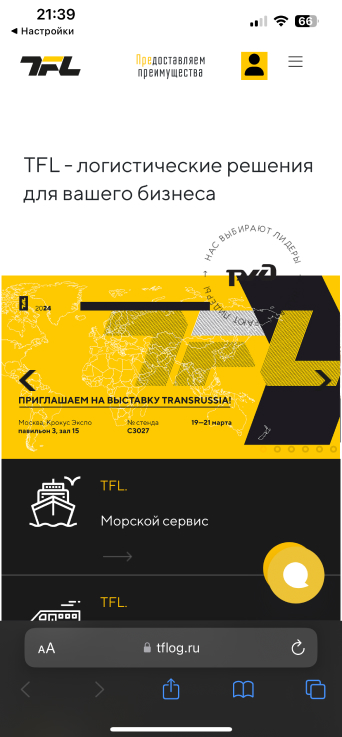 21:39
66
◀ Настройки
TFL
Предоставляем
преимущества
TFL - логистические решения
для вашего бизнеса
НАС ВЫБИРАЮТ ЛИДЕРЫ
TFL
2024
TFL
ПРИГЛАШАЕМ НА ВЫСТАВКУ TRANSRUSSIA!
Москва, Крокус Экспо
павильон 3, зал 15
№ стенда
C3027
19—21 марта
TFL.
Морской сервис
TFL.
AA
tflog.ru